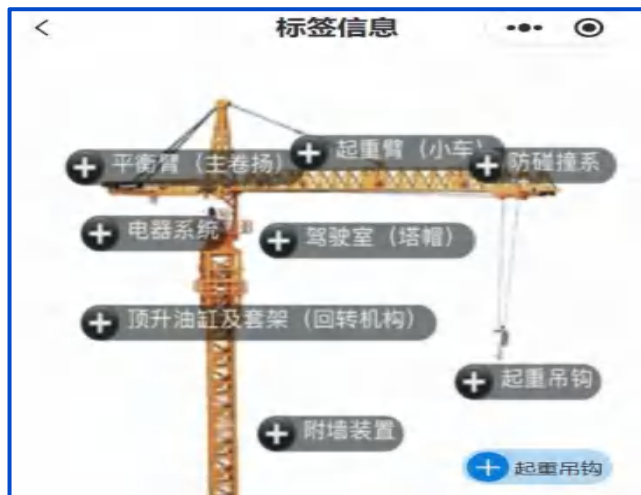 标签信息
平衡臂（主卷扬）
起重臂（小车）
防碰撞系
电器系统
驾驶室（塔帽）
顶升油缸及套架（回转机构）
起重吊钩
附墙装置
起重吊钩